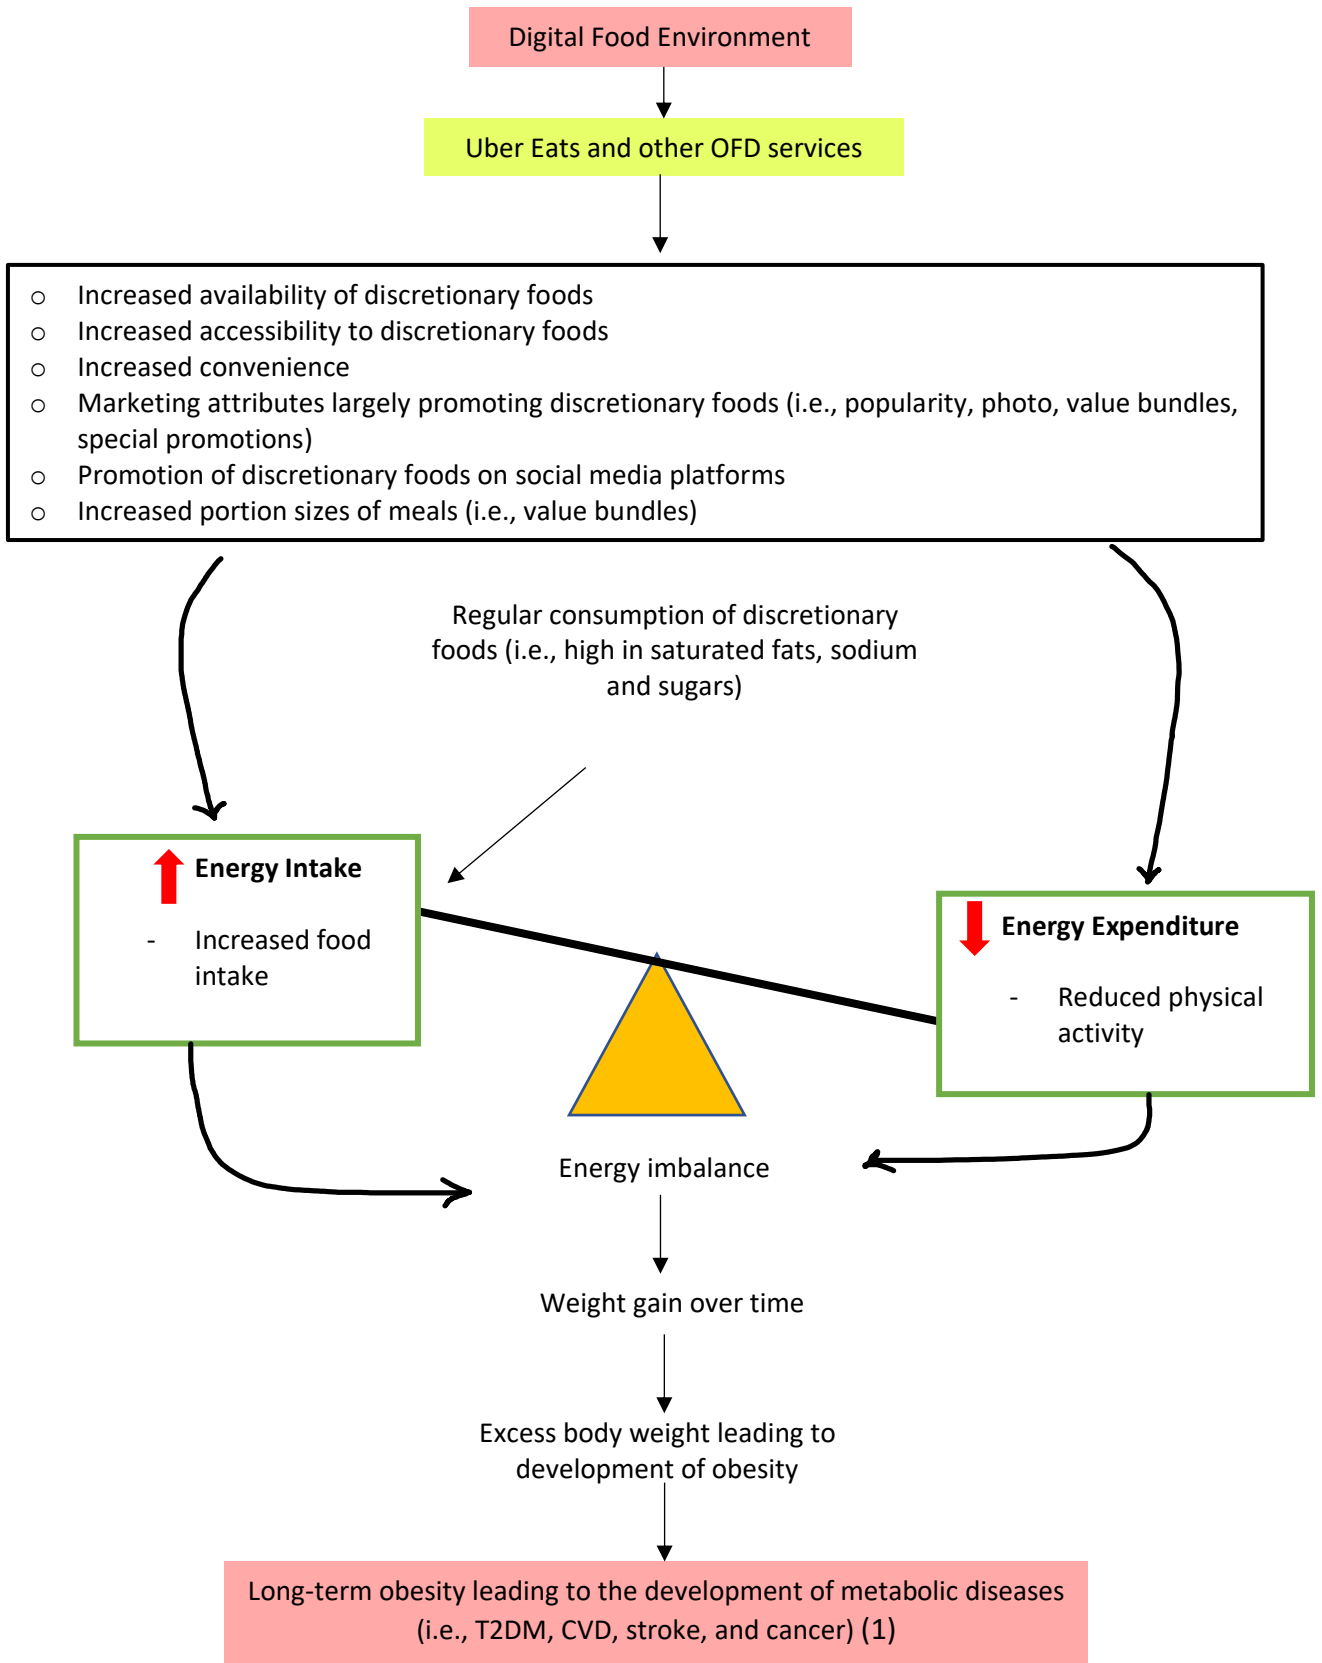 Digital Food Environment
Uber Eats and other OFD services
o Increased availability of discretionary foods
o Increased accessibility to discretionary foods
o Increased convenience
o Marketing attributes largely promoting discretionary foods (i.e., popularity, photo, value bundles,
special promotions)
o Promotion of discretionary foods on social media platforms
o Increased portion sizes of meals (i.e., value bundles)
Regular consumption of discretionary
foods (i.e., high in saturated fats, sodium
and sugars)
Energy Intake
- Increased food
intake
Energy Expenditure
- Reduced physical
activity
Energy imbalance
Weight gain over time
Excess body weight leading to
development of obesity
Long-term obesity leading to the development of metabolic diseases
(i.e., T2DM, CVD, stroke, and cancer) (1)